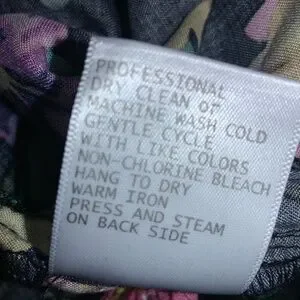 PROFESSIONAL
DRY CLEAN or
MACHINE WASH COLD
GENTLE CYCLE
WITH LIKE COLORS
NON-CHLORINE BLEACH
HANG TO DRY
WARM IRON
PRESS AND STEAM
ON BACK SIDE